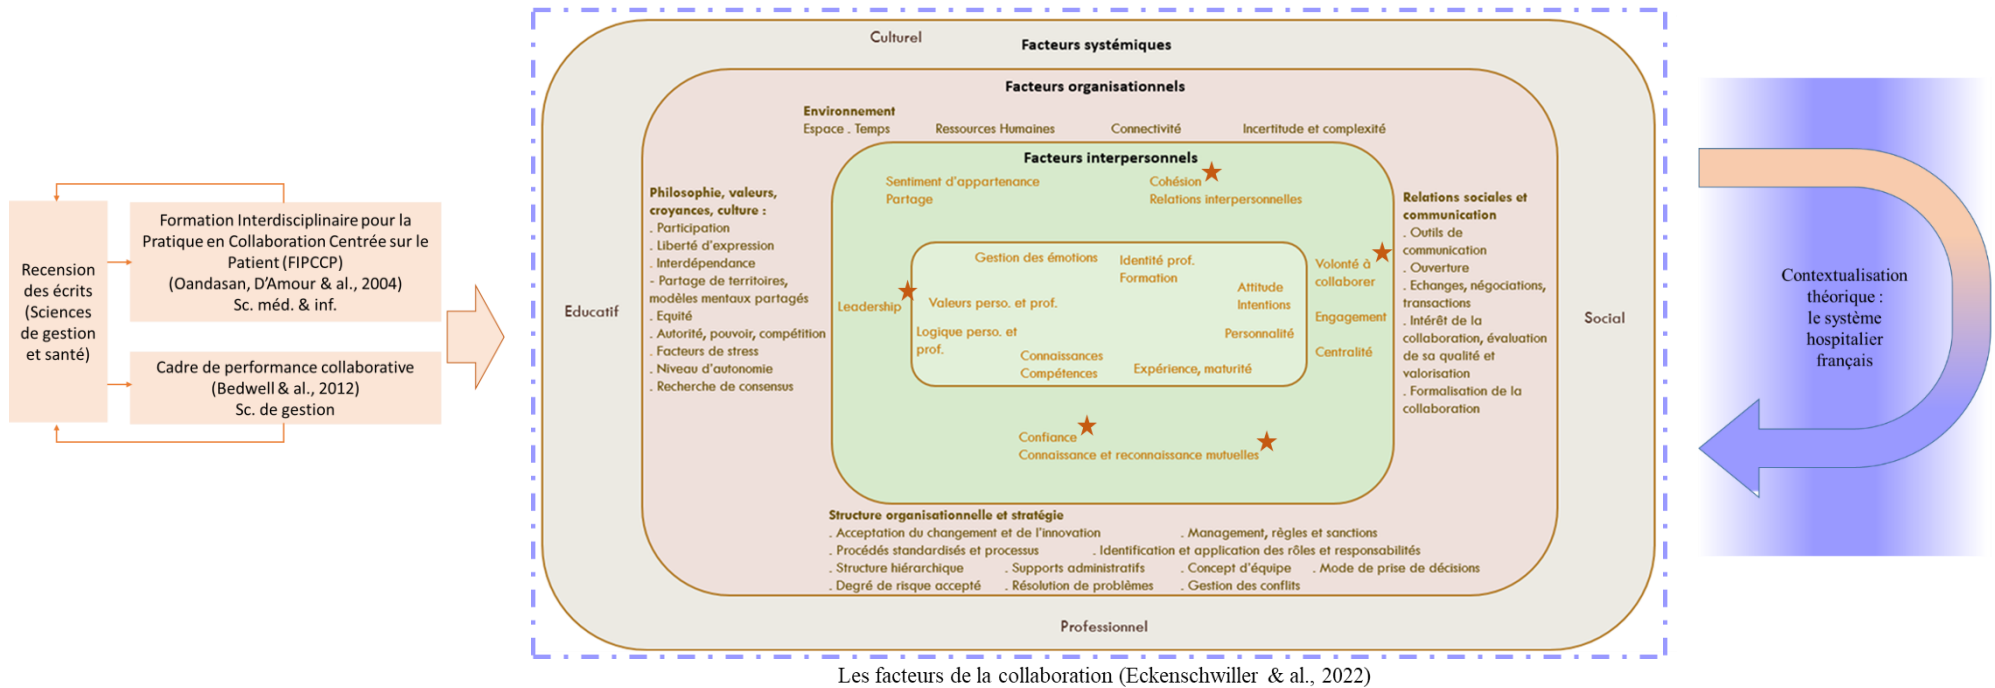 Recension
des écrits
(Sciences
de gestion
et santé)
Formation Interdisciplinaire pour la
Pratique en Collaboration Centrée sur le
Patient (FIPCCP)
(Oandasan, D’Amour & al., 2004)
Sc. méd. & inf.
Cadre de performance collaborative
(Bedwell & al., 2012)
Sc. de gestion
Culturel
Facteurs systémiques
Educatif
Social
Professionnel
Facteurs organisationnels
Environnement
Espace . Temps
Ressources Humaines
Connectivité
Incertitude et complexité
Philosophie, valeurs,
croyances, culture :
. Participation
. Liberté d'expression
. Interdépendance
- Partage de territoires,
modèles mentaux partagés
. Equité
. Autorité, pouvoir, compétition
. Facteurs de stress
. Niveau d'autonomie
. Recherche de consensus
Facteurs interpersonnels
Sentiment d'appartenance
Partage
Cohésion
Relations interpersonnelles
Leadership
Gestion des émotions
Identité prof.
Formation
Attitude
Intentions
Valeurs perso. et prof.
Logique perso. et
prof.
Personnalité
Connaissances
Compétences
Expérience, maturité
Volonté à
collaborer
Engagement
Centralité
Confiance
Connaissance et reconnaissance mutuelles
Relations sociales et
communication
. Outils de
communication
. Ouverture
. Echanges, négociations,
transactions
. Intérêt de la
collaboration, évaluation
de sa qualité et
valorisation
. Formalisation de la
collaboration
Structure organisationnelle et stratégie
. Acceptation du changement et de l'innovation
. Management, règles et sanctions
. Procédés standardisés et processus
. Identification et application des rôles et responsabilités
. Structure hiérarchique
. Supports administratifs
. Concept d'équipe
. Mode de prise de décisions
. Degré de risque accepté
. Résolution de problèmes
. Gestion des conflits
Contextualisation
théorique :
le système
hospitalier
français
Les facteurs de la collaboration (Eckenschwiller & al., 2022)